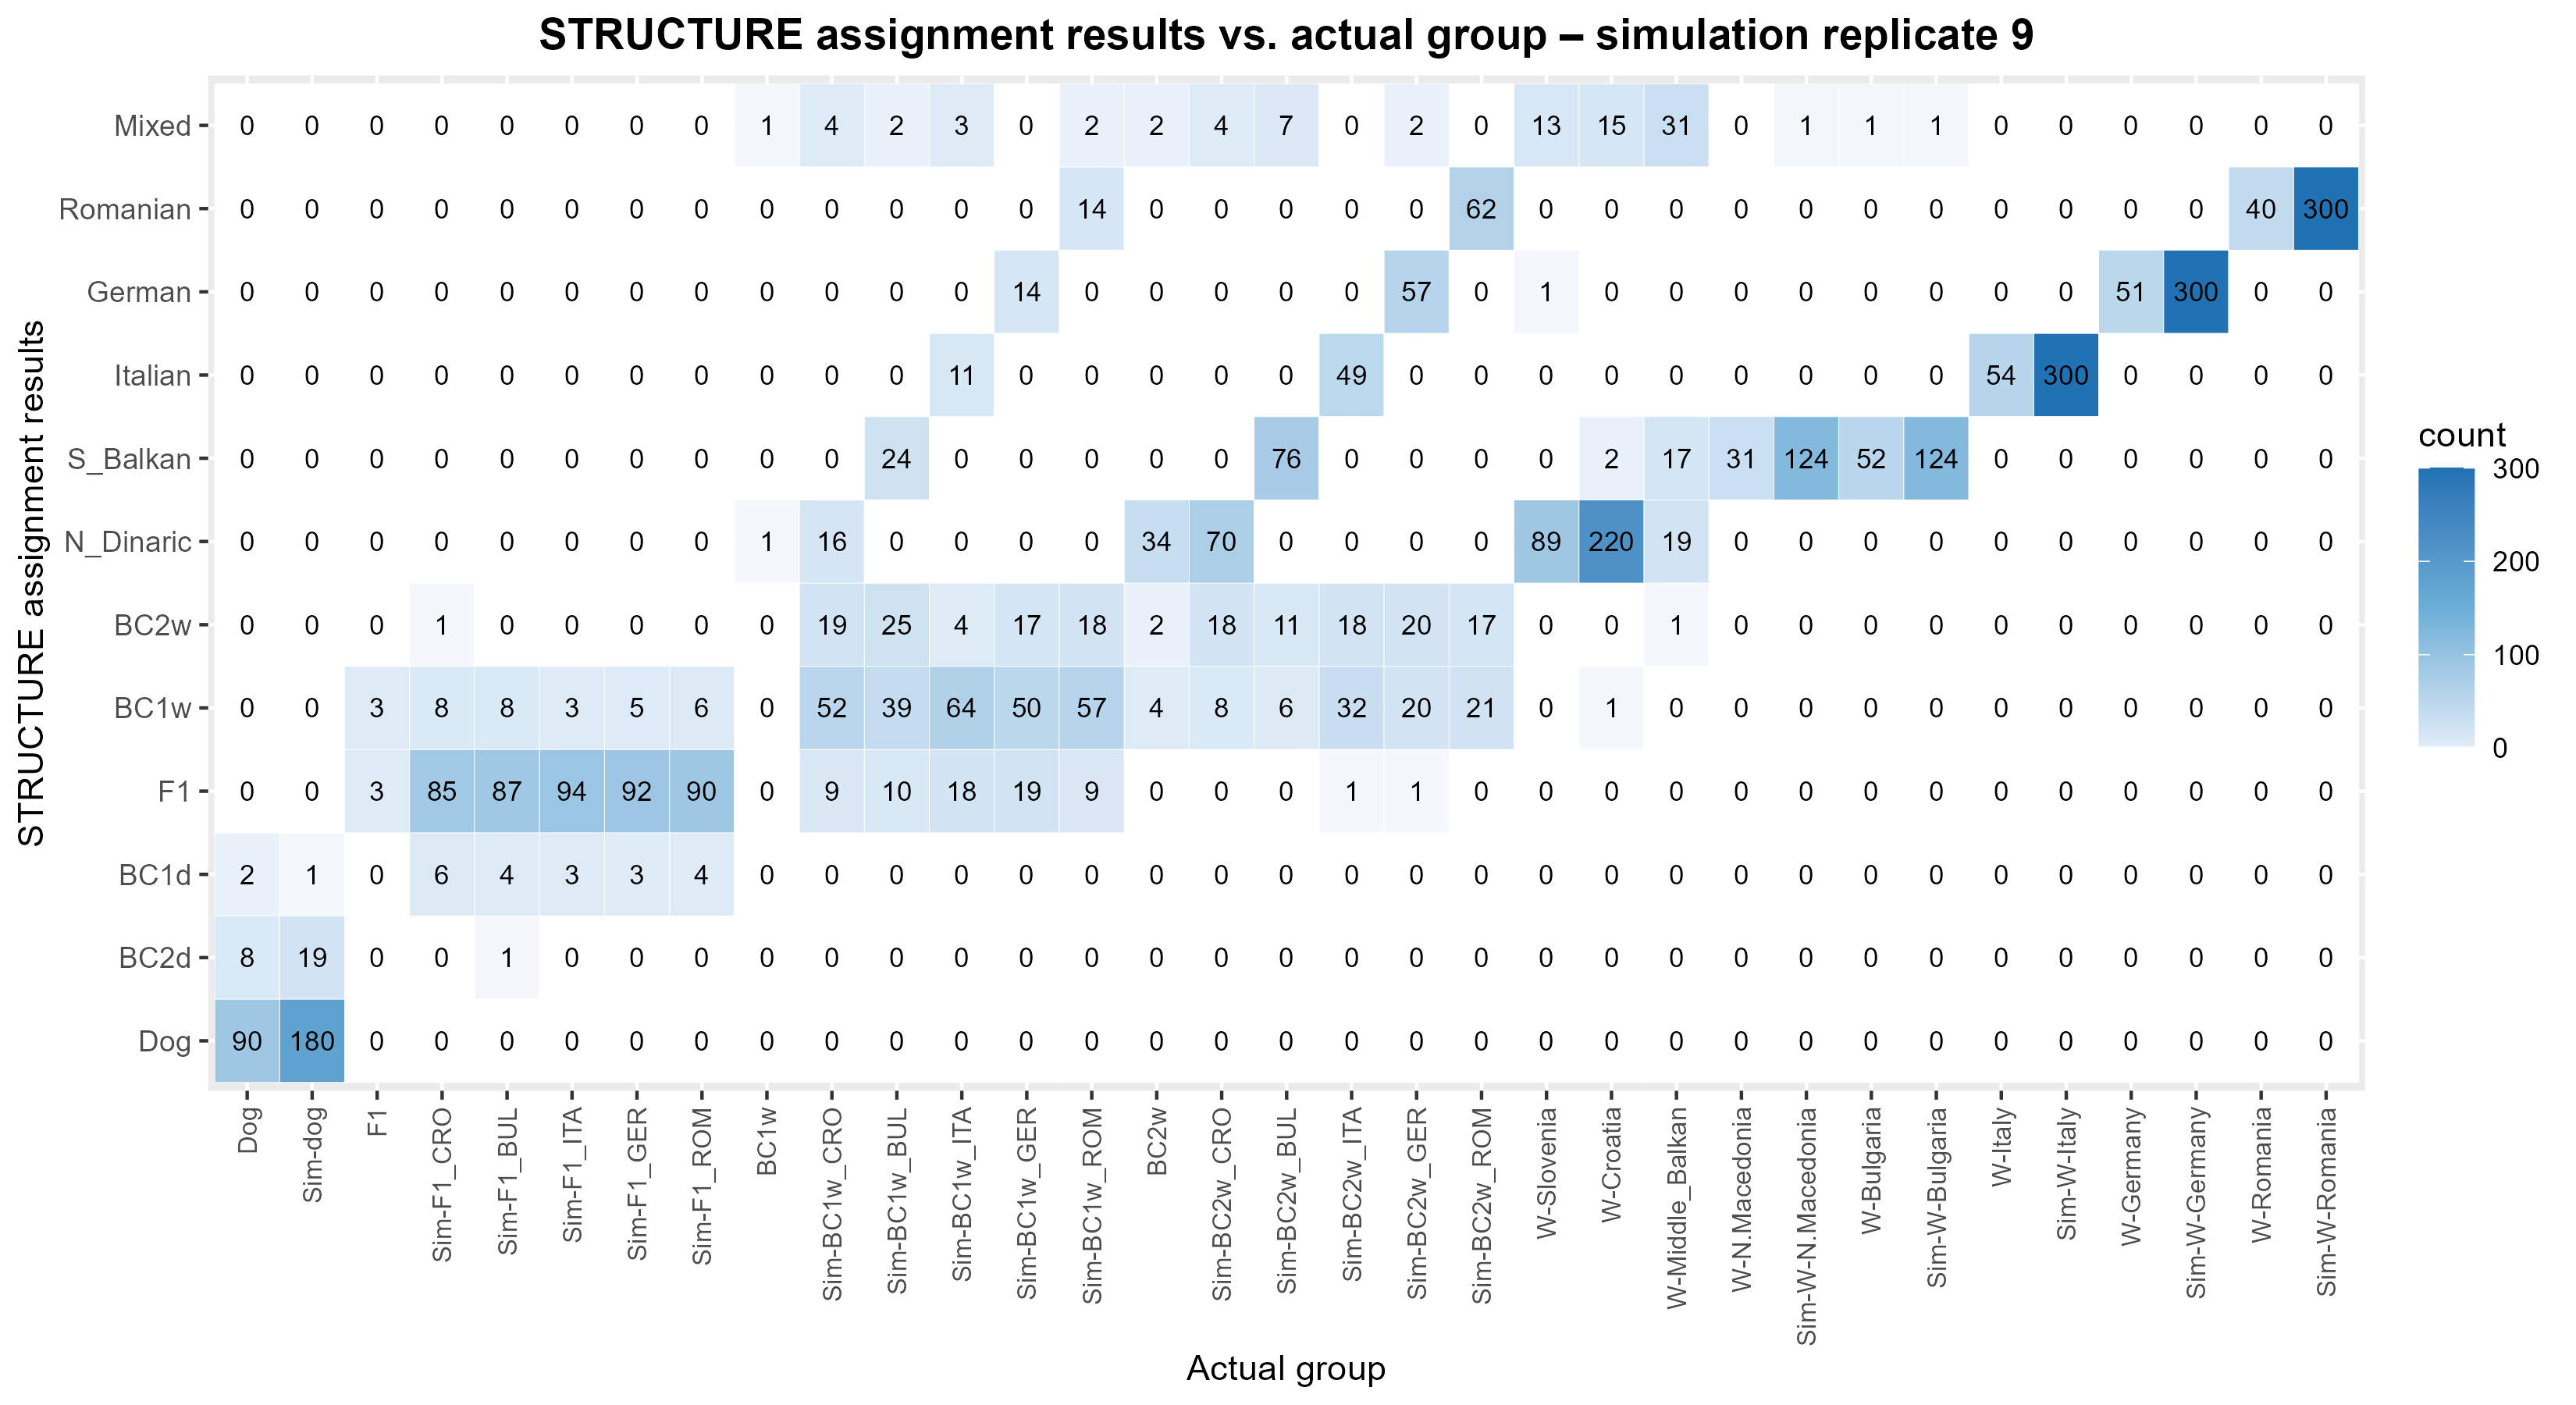 STRUCTURE assignment results vs. actual group – simulation replicate 9
STRUCTURE assignment results
Mixed 0 0 0 0 0 0 0 0 1 4 2 3 0 2 2 4 7 0 2 0 13 15 31 0 1 1 1 0 0 0 0 0 0
Romanian 0 0 0 0 0 0 0 0 0 0 0 0 0 14 0 0 0 0 0 62 0 0 0 0 0 0 0 0 0 0 0 40 300
German 0 0 0 0 0 0 0 0 0 0 0 0 14 0 0 0 0 0 57 0 1 0 0 0 0 0 0 0 0 51 300 0 0
Italian 0 0 0 0 0 0 0 0 0 0 0 11 0 0 0 0 0 49 0 0 0 0 0 0 0 0 0 54 300 0 0 0 0
S_Balkan 0 0 0 0 0 0 0 0 0 0 24 0 0 0 0 0 76 0 0 0 0 2 17 31 124 52 124 0 0 0 0 0 0
N_Dinaric 0 0 0 0 0 0 0 0 1 16 0 0 0 0 34 70 0 0 0 0 89 220 19 0 0 0 0 0 0 0 0 0 0
BC2w 0 0 0 1 0 0 0 0 0 19 25 4 17 18 2 18 11 18 20 17 0 0 1 0 0 0 0 0 0 0 0 0 0
BC1w 0 0 3 8 8 3 5 6 0 52 39 64 50 57 4 8 6 32 20 21 0 1 0 0 0 0 0 0 0 0 0 0 0
F1 0 0 3 85 87 94 92 90 0 9 10 18 19 9 0 0 0 1 1 0 0 0 0 0 0 0 0 0 0 0 0 0 0
BC1d 2 1 0 6 4 3 3 4 0 0 0 0 0 0 0 0 0 0 0 0 0 0 0 0 0 0 0 0 0 0 0 0 0
BC2d 8 19 0 0 1 0 0 0 0 0 0 0 0 0 0 0 0 0 0 0 0 0 0 0 0 0 0 0 0 0 0 0 0
Dog 90 180 0 0 0 0 0 0 0 0 0 0 0 0 0 0 0 0 0 0 0 0 0 0 0 0 0 0 0 0 0 0 0
Dog
Sim-dog
F1
Sim-F1_CRO
Sim-F1_BUL
Sim-F1_ITA
Sim-F1_GER
Sim-F1_ROM
BC1w
Sim-BC1w_CRO
Sim-BC1w_BUL
Sim-BC1w_ITA
Sim-BC1w_GER
Sim-BC1w_ROM
BC2w
Sim-BC2w_CRO
Sim-BC2w_BUL
Sim-BC2w_ITA
Sim-BC2w_GER
Sim-BC2w_ROM
W-Slovenia
W-Croatia
W-Middle_Balkan
W-N.Macedonia
Sim-W-N.Macedonia
W-Bulgaria
Sim-W-Bulgaria
W-Italy
Sim-W-Italy
W-Germany
Sim-W-Germany
W-Romania
Sim-W-Romania
Actual group
count
300
200
100
0